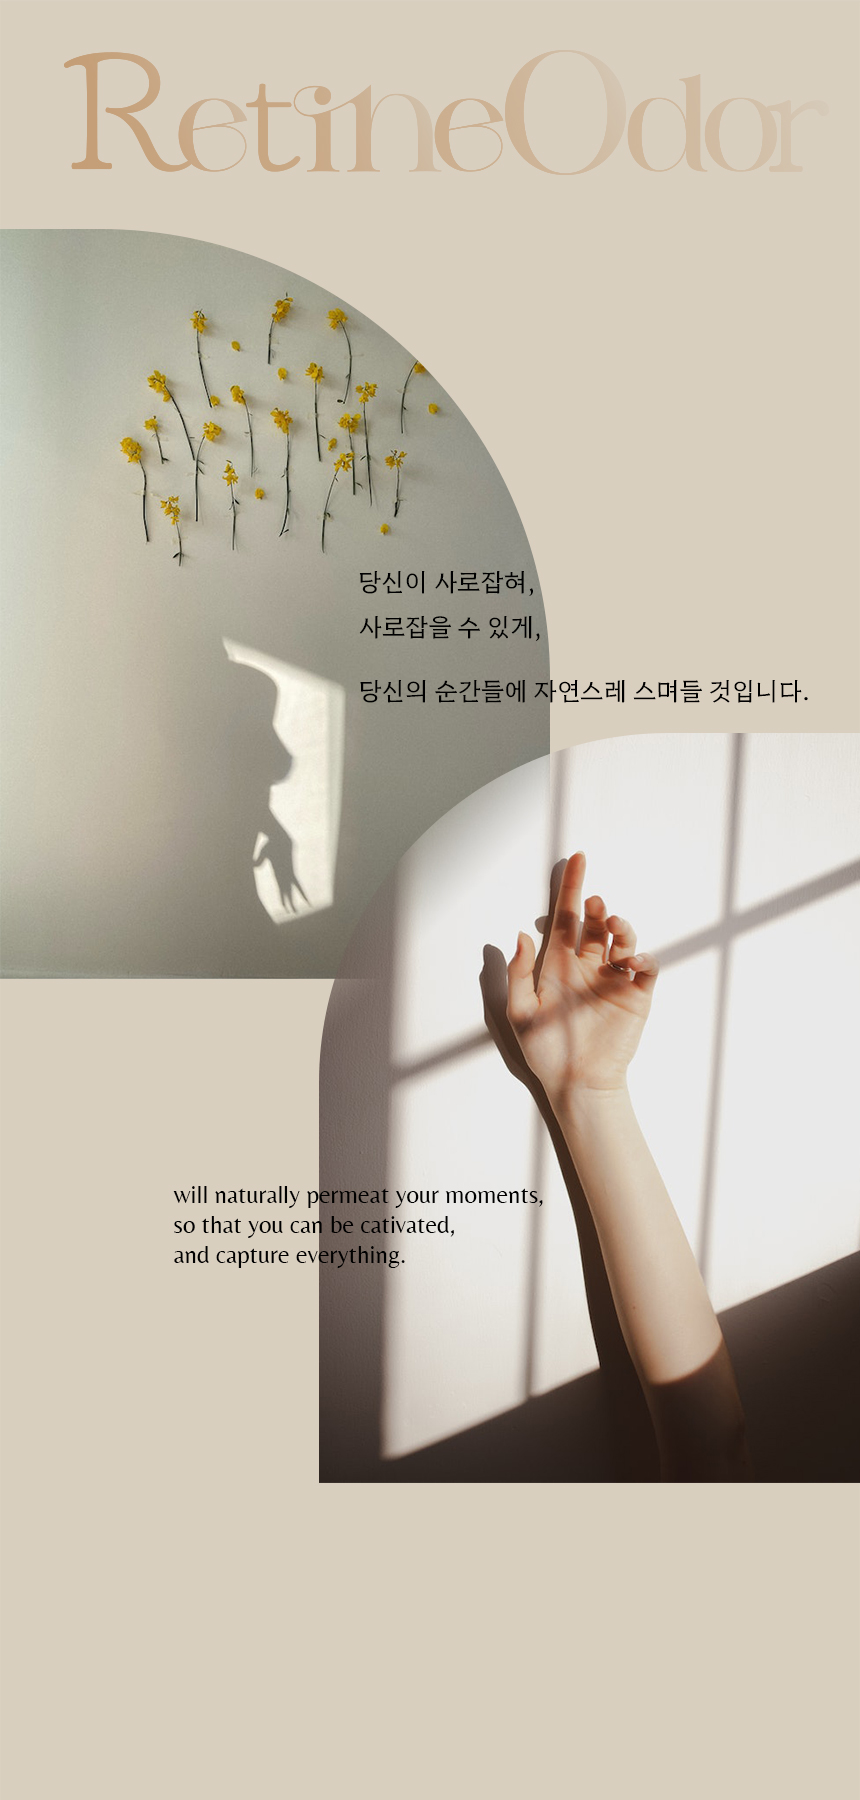 RetineOdor
당신이 사로잡혀,
사로잡을 수 있게,
당신의 순간들에 자연스레 스며들 것입니다.
will naturally permeat your moments,
so that you can be cativated,
and capture everything.